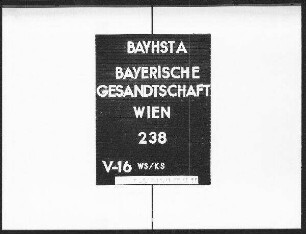 BAYHSTA
BAYERISCHE
GESANDTSCHAFT
WIEN
238
V-16 WS/KS